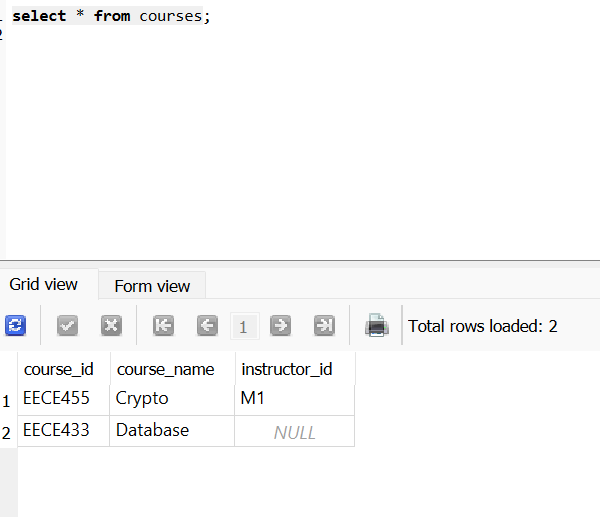 1 select * from courses;
2
Grid view Form view
1 Total rows loaded: 2
course_id course_name instructor_id
1 EECE455 Crypto M1
2 EECE433 Database NULL